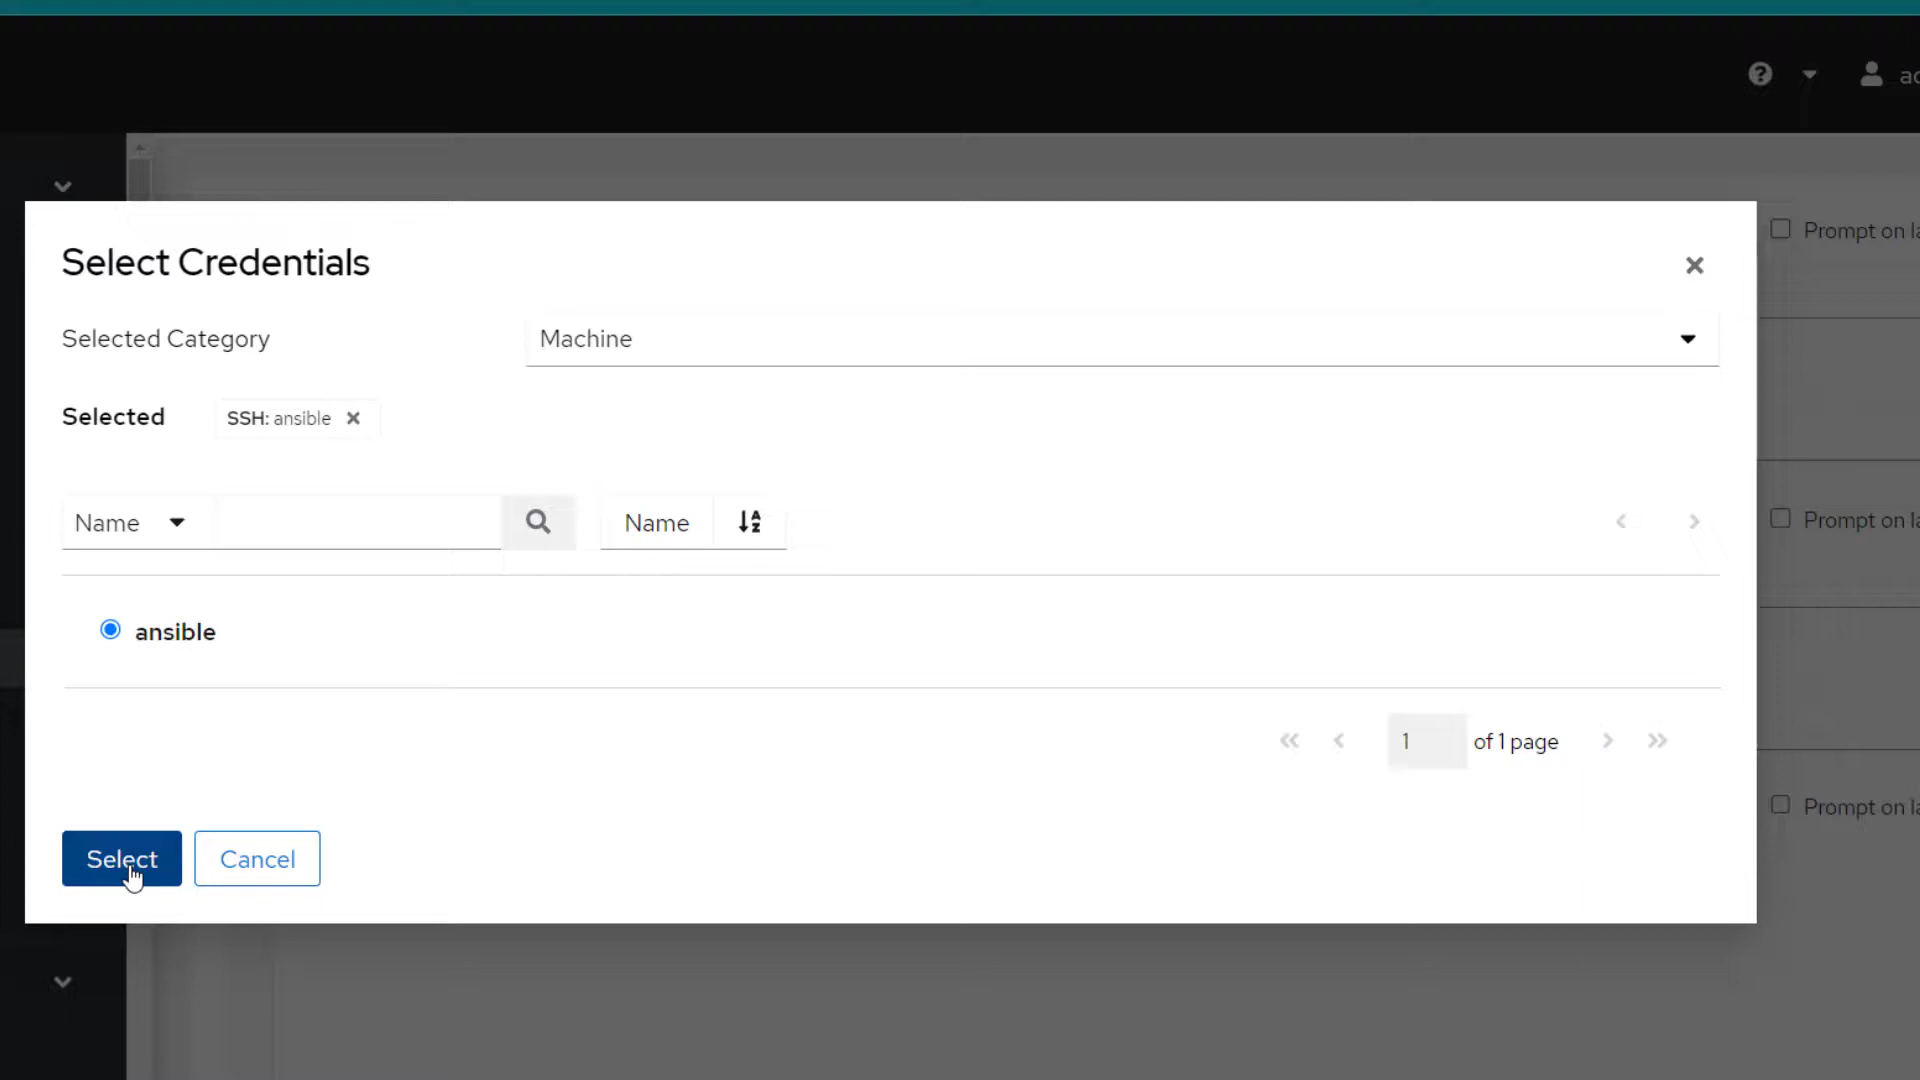 Select Credentials
Selected Category
Machine
Selected
SSH: ansible
Name
Name
ansible
1 of 1 page
Select
Cancel
Prompt on
Prompt on
Prompt on